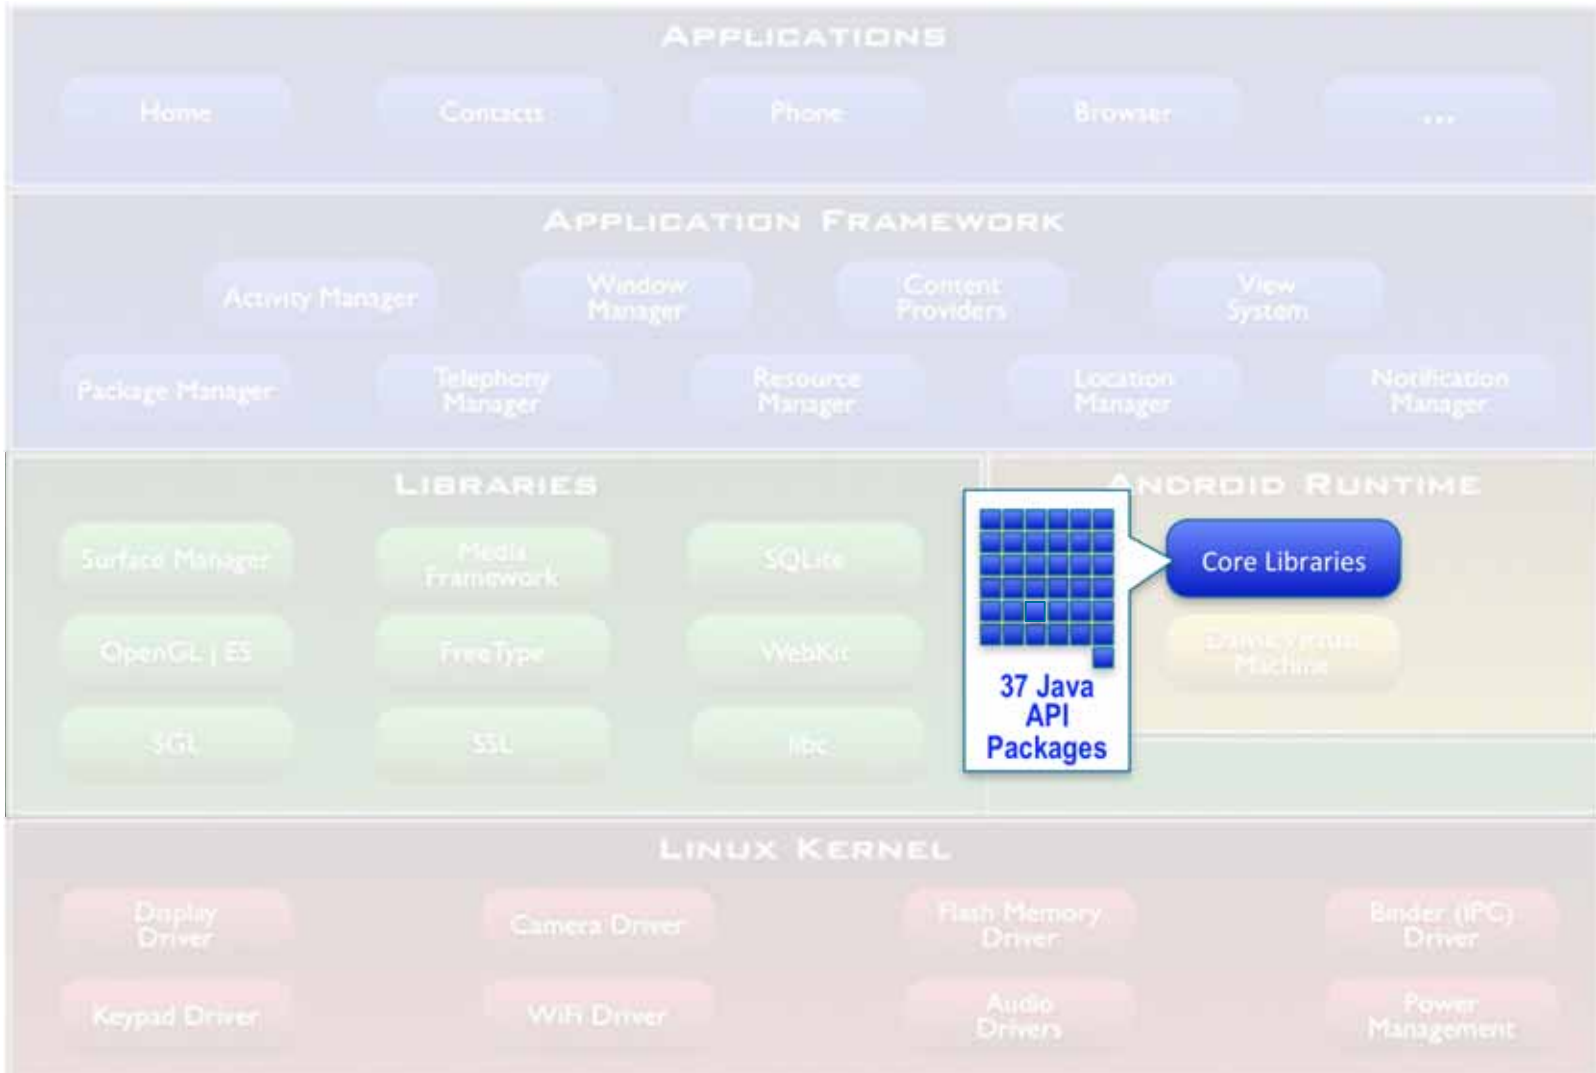 APPLICATIONS
Home
Contacts
Phone
Browser
...
APPLICATION FRAMEWORK
Activity Manager
Window
Manager
Content
Providers
View
System
Package Manager
Telephony
Manager
Resource
Manager
Location
Manager
Notification
Manager
LIBRARIES
Surface Manager
Media
Framework
SQLite
OpenGL | ES
FreeType
WebKit
SGL
SSL
libc
ANDROID RUNTIME
Core Libraries
Dalvik Virtual
Machine
37 Java
API
Packages
LINUX KERNEL
Display
Driver
Camera Driver
Flash Memory
Driver
Binder (IPC)
Driver
Keypad Driver
WiFi Driver
Audio
Drivers
Power
Management